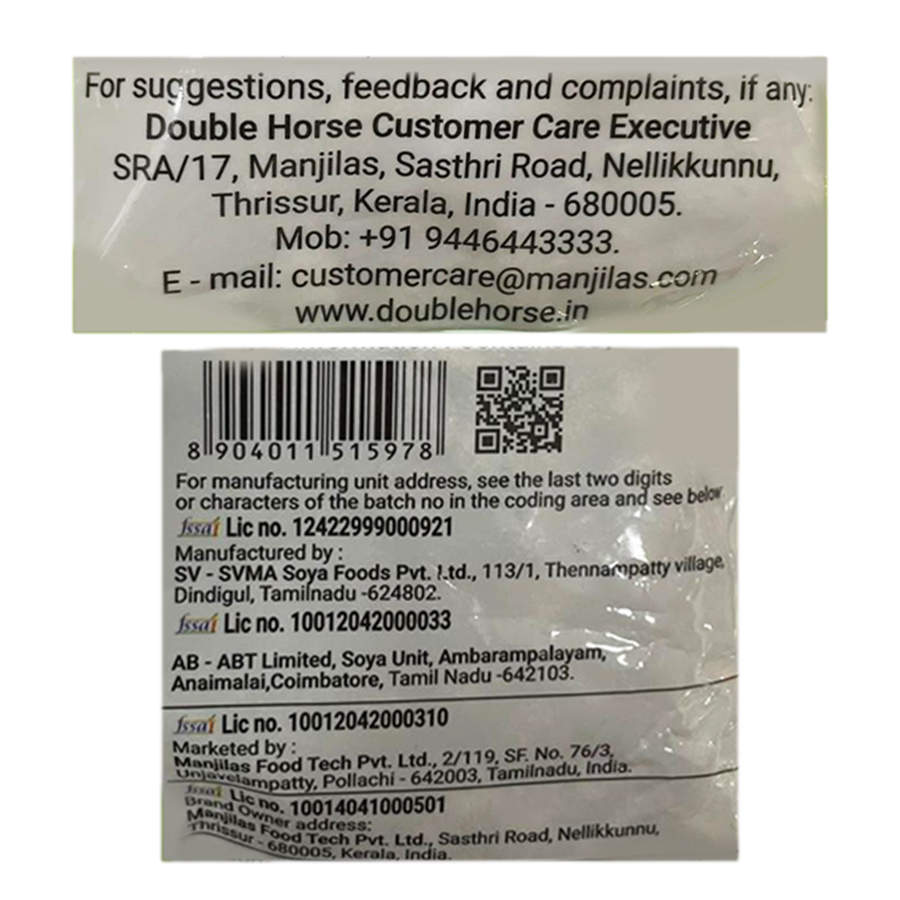 For suggestions, feedback and complaints, if any:
Double Horse Customer Care Executive
SRA/17, Manjilas, Sasthri Road, Nellikkunnu,
Thrissur, Kerala, India - 680005.
Mob: +91 9446443333.
E - mail: customercare@manjilas.com
www.doublehorse.in
8 904011 515978
For manufacturing unit address, see the last two digits
or characters of the batch no in the coding area and see below
fssai Lic no. 12422999000921
Manufactured by :
SV - SVMA Soya Foods Pvt. Ltd., 113/1, Thennampatty village,
Dindigul, Tamilnadu -624802.
fssai Lic no. 10012042000033
AB - ABT Limited, Soya Unit, Ambarampalayam,
Anaimalai,Coimbatore, Tamil Nadu -642103.
fssai Lic no. 10012042000310
Marketed by :
Manjilas Food Tech Pvt. Ltd., 2/119, SF. No. 76/3,
Unjavelampatty, Pollachi - 642003, Tamilnadu, India.
fssai Lic no. 10014041000501
Brand Owner address:
Manjilas Food Tech Pvt. Ltd., Sasthri Road, Nellikkunnu,
Thrissur - 680005, Kerala, India.